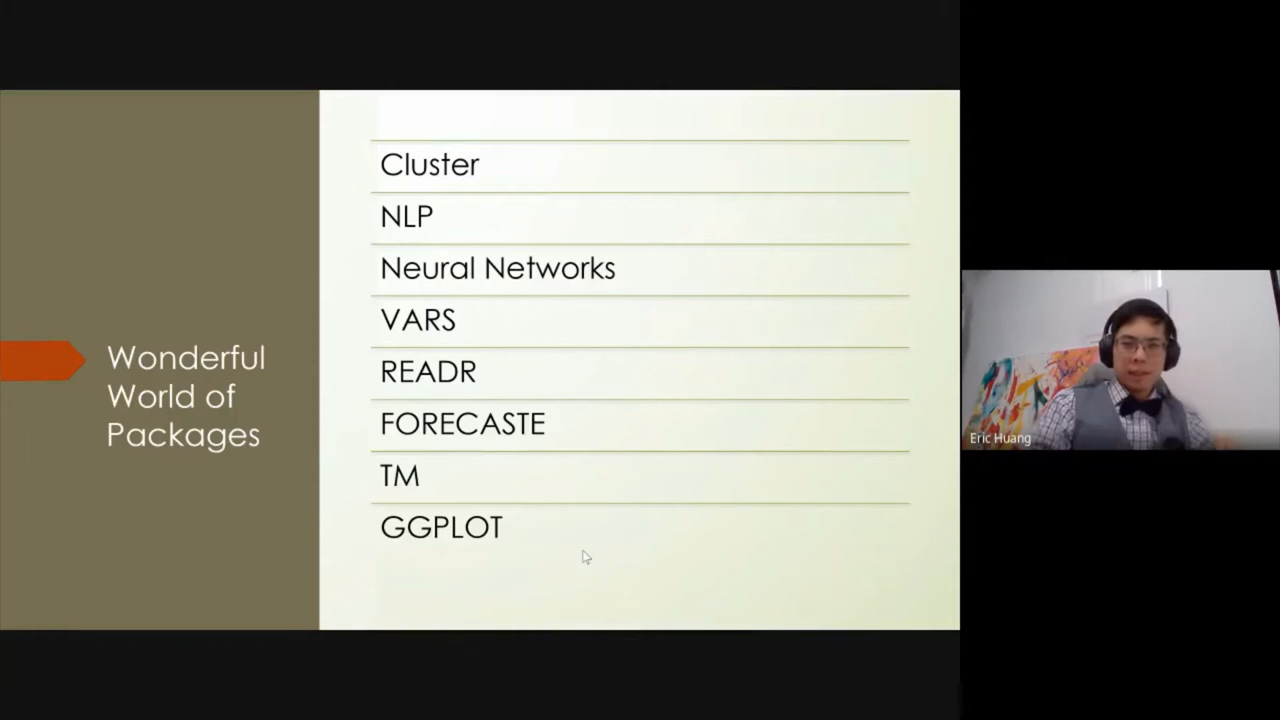 Wonderful
World of
Packages
Cluster
NLP
Neural Networks
VARS
READR
FORECASTE
TM
GGPLOT
Eric Huang